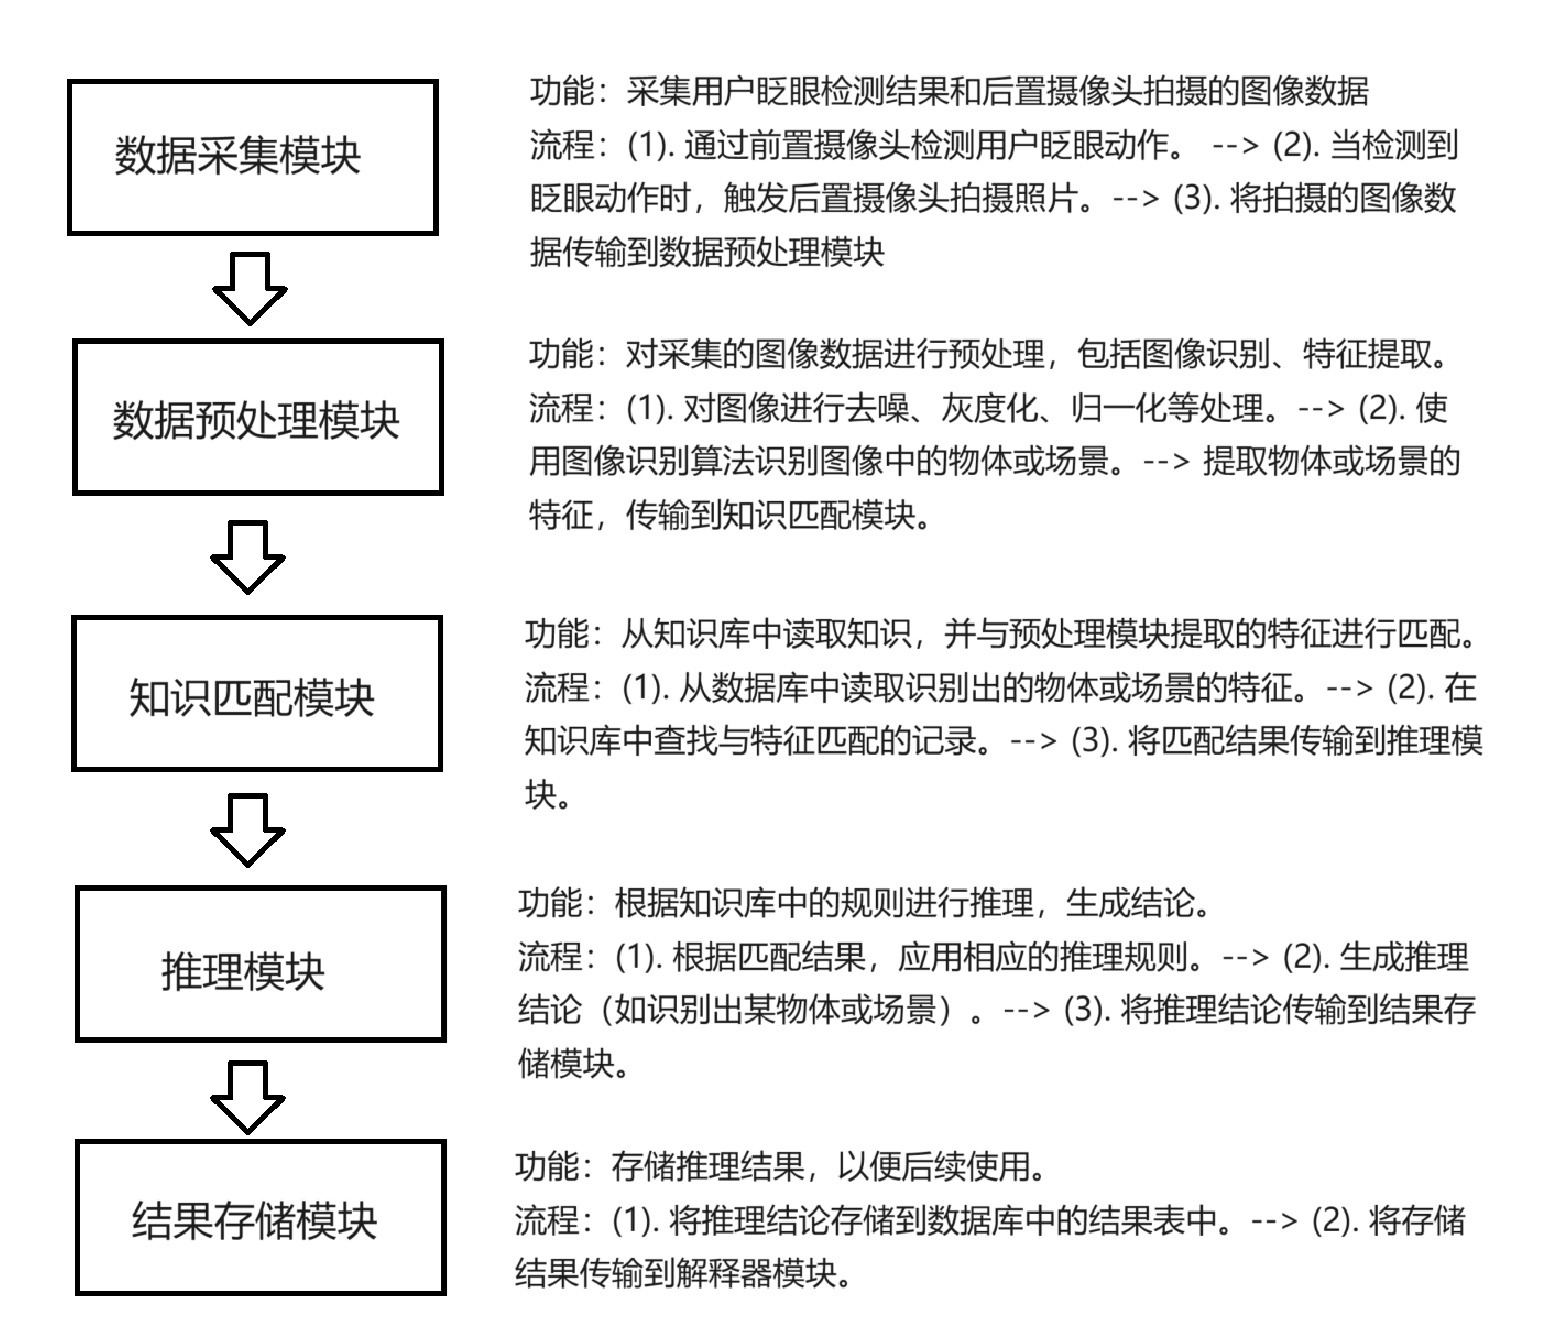 数据采集模块
功能：采集用户眨眼检测结果和后置摄像头拍摄的图像数据
流程：(1). 通过前置摄像头检测用户眨眼动作。 --> (2). 当检测到
眨眼动作时，触发后置摄像头拍摄照片。--> (3). 将拍摄的图像数
据传输到数据预处理模块
数据预处理模块
功能：对采集的图像数据进行预处理，包括图像识别、特征提取。
流程：(1). 对图像进行去噪、灰度化、归一化等处理。--> (2). 使
用图像识别算法识别图像中的物体或场景。--> 提取物体或场景的
特征，传输到知识匹配模块。
知识匹配模块
功能：从知识库中读取知识，并与预处理模块提取的特征进行匹配。
流程：(1). 从数据库中读取识别出的物体或场景的特征。--> (2). 在
知识库中查找与特征匹配的记录。--> (3). 将匹配结果传输到推理模
块。
推理模块
功能：根据知识库中的规则进行推理，生成结论。
流程：(1). 根据匹配结果，应用相应的推理规则。--> (2). 生成推理
结论（如识别出某物体或场景）。--> (3). 将推理结论传输到结果存
储模块。
结果存储模块
功能：存储推理结果，以便后续使用。
流程：(1). 将推理结论存储到数据库中的结果表中。--> (2). 将存储
结果传输到解释器模块。